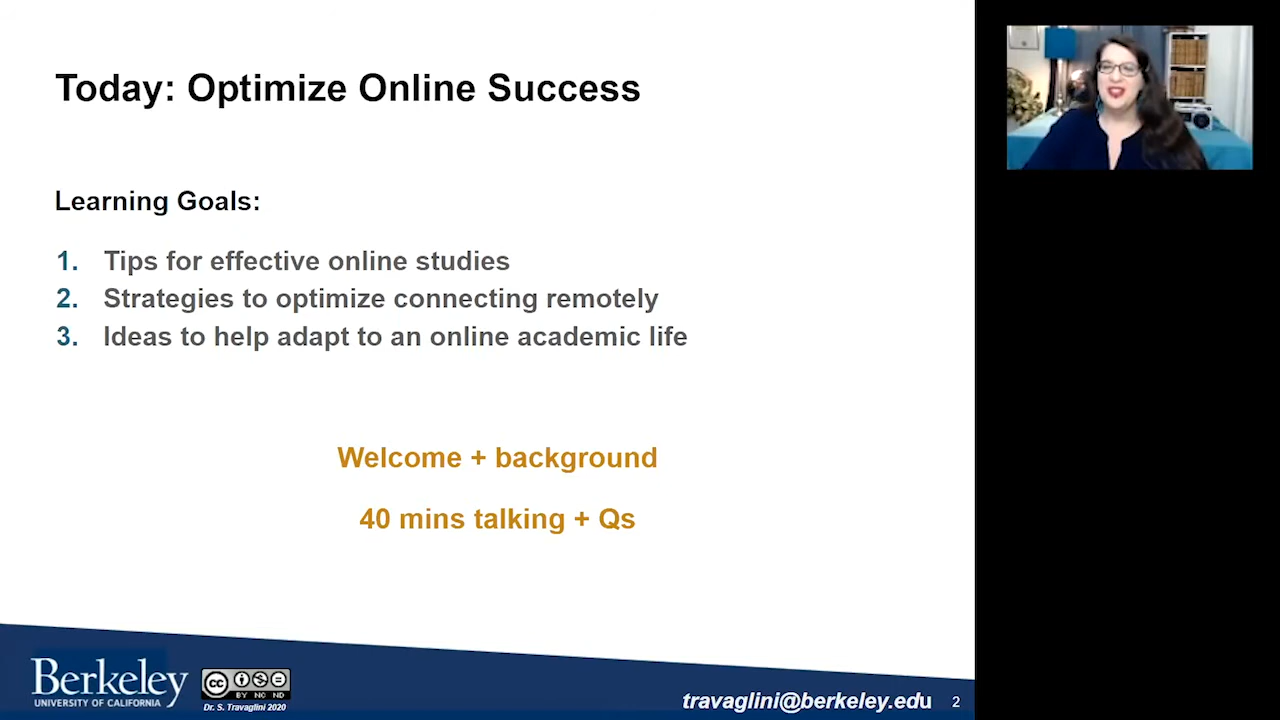 Today: Optimize Online Success
Learning Goals:
1. Tips for effective online studies
2. Strategies to optimize connecting remotely
3. Ideas to help adapt to an online academic life
Welcome + background
40 mins talking + Qs
Berkeley
UNIVERSITY OF CALIFORNIA
cc
BY NC ND
Dr. S. Travaglini 2020
travaglini@berkeley.edu
2